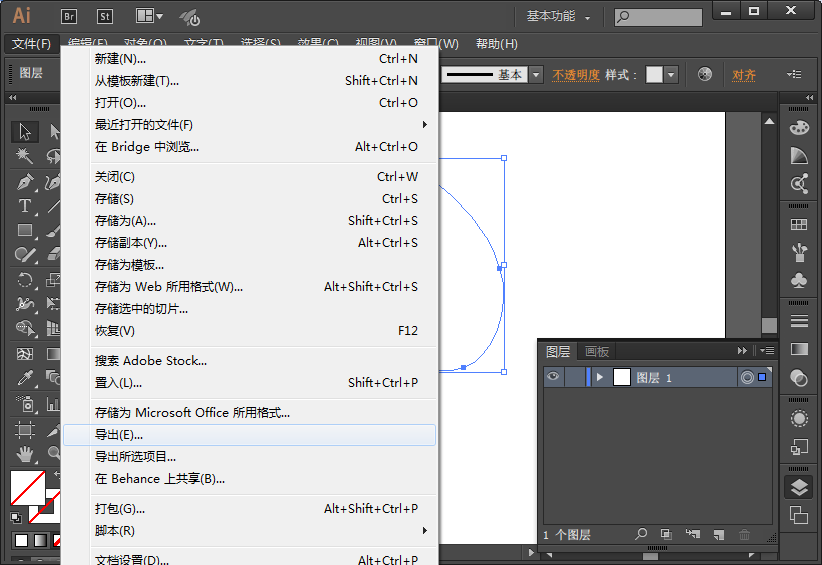 Ai Br St 基本功能
文件(F) 编辑(E) 对象(O) 文字(T) 选择(S) 效果(C) 视图(V) 窗口(W) 帮助(H)
图层 基本 不透明度 样式： 对齐
新建(N)... Ctrl+N
从模板新建(T)... Shift+Ctrl+N
打开(O)... Ctrl+O
最近打开的文件(F)
在 Bridge 中浏览... Alt+Ctrl+O
关闭(C) Ctrl+W
存储(S) Ctrl+S
存储为(A)... Shift+Ctrl+S
存储副本(Y)... Alt+Ctrl+S
存储为模板...
存储为 Web 所用格式(W)... Alt+Shift+Ctrl+S
存储选中的切片...
恢复(V) F12
搜索 Adobe Stock...
置入(L)... Shift+Ctrl+P
存储为 Microsoft Office 所用格式...
导出(E)...
导出所选项目...
在 Behance 上共享(B)...
打包(G)... Alt+Shift+Ctrl+P
脚本(R)
文档设置(D)... Alt+Ctrl+P
图层 画板
图层 1
1 个图层